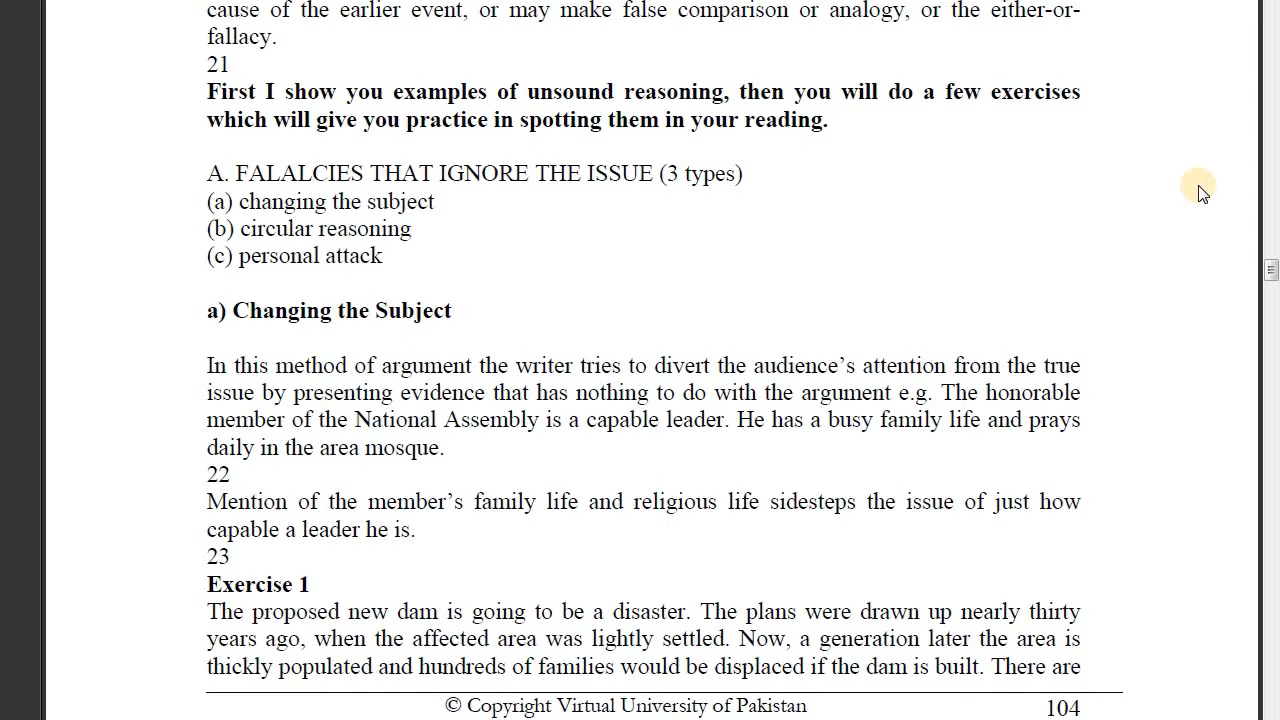 cause of the earlier event, or may make false comparison or analogy, or the either-or-
fallacy.
21
First I show you examples of unsound reasoning, then you will do a few exercises
which will give you practice in spotting them in your reading.
A. FALALCIES THAT IGNORE THE ISSUE (3 types)
(a) changing the subject
(b) circular reasoning
(c) personal attack
a) Changing the Subject
In this method of argument the writer tries to divert the audience’s attention from the true
issue by presenting evidence that has nothing to do with the argument e.g. The honorable
member of the National Assembly is a capable leader. He has a busy family life and prays
daily in the area mosque.
22
Mention of the member’s family life and religious life sidesteps the issue of just how
capable a leader he is.
23
Exercise 1
The proposed new dam is going to be a disaster. The plans were drawn up nearly thirty
years ago, when the affected area was lightly settled. Now, a generation later the area is
thickly populated and hundreds of families would be displaced if the dam is built. There are
© Copyright Virtual University of Pakistan
104